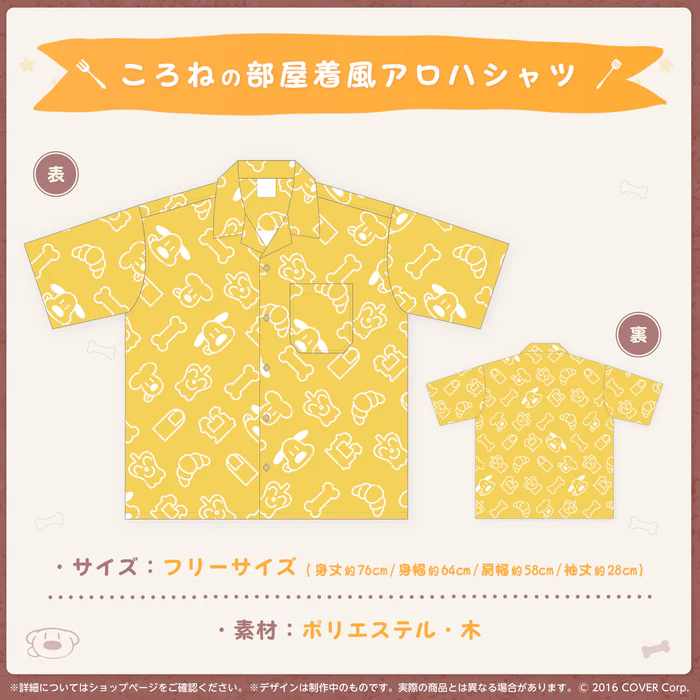 ころねの部屋着風アロハシャツ
表
裏
・サイズ：フリーサイズ（身丈約76cm/身幅約64cm/肩幅約58cm/袖丈約28cm）
・素材：ポリエステル・木
※詳細についてはショップページをご確認ください。※デザインは制作中のものです。実際の商品とは異なる場合があります。 © 2016 COVER Corp.